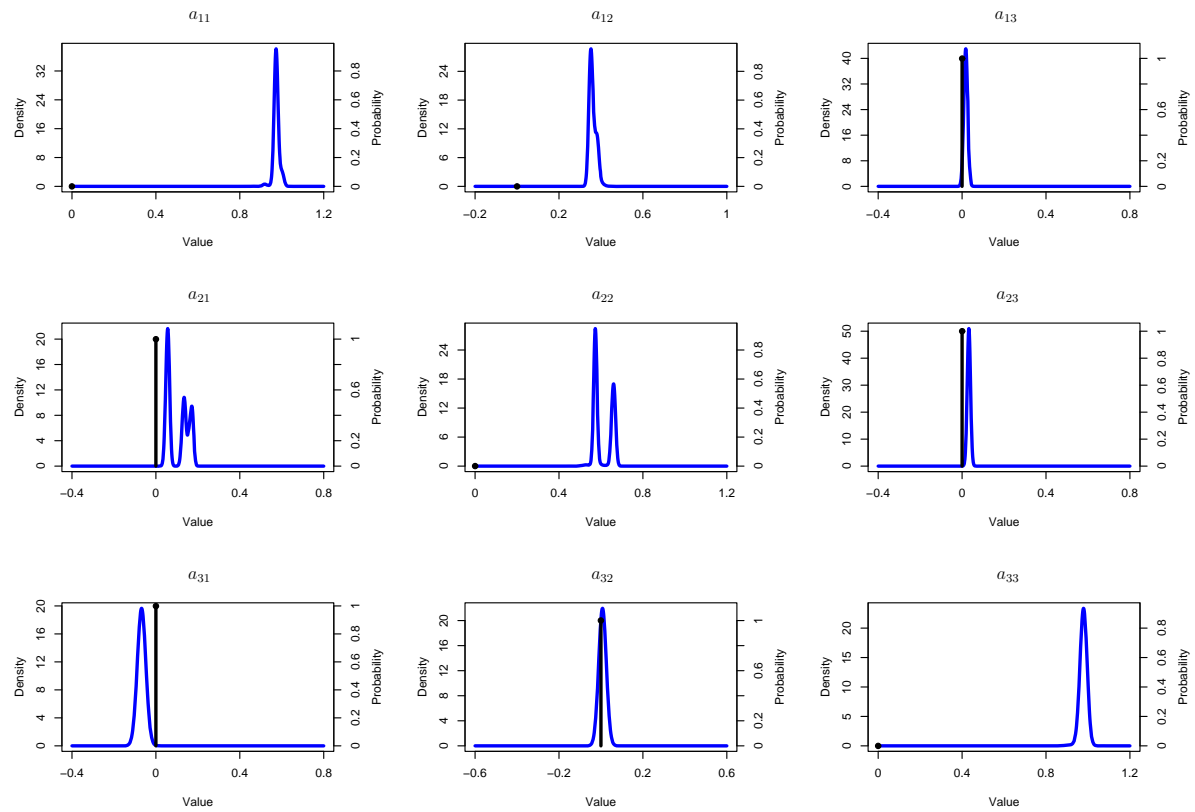 a11
a12
a13
Density
0 8 16 24 32
0 0.2 0.4 0.6 0.8
Probability
0 0.4 0.8 1.2
Value
Density
0 6 12 18 24
0 0.2 0.4 0.6 0.8
Probability
−0.2 0.2 0.6 1
Value
Density
0 8 16 24 32 40
0 0.2 0.6 1
Probability
−0.4 0 0.4 0.8
Value
a21
a22
a23
Density
0 4 8 12 16 20
0 0.2 0.6 1
Probability
−0.4 0 0.4 0.8
Value
Density
0 6 12 18 24
0 0.2 0.4 0.6 0.8
Probability
0 0.4 0.8 1.2
Value
Density
0 10 20 30 40 50
0 0.2 0.6 1
Probability
−0.4 0 0.4 0.8
Value
a31
a32
a33
Density
0 4 8 12 16 20
0 0.2 0.4 0.6 0.8 1
Probability
−0.4 0 0.4 0.8
Value
Density
0 4 8 12 16 20
0 0.2 0.6 1
Probability
−0.6 −0.2 0.2 0.6
Value
Density
0 5 10 15 20
0 0.2 0.4 0.6 0.8
Probability
0 0.4 0.8 1.2
Value